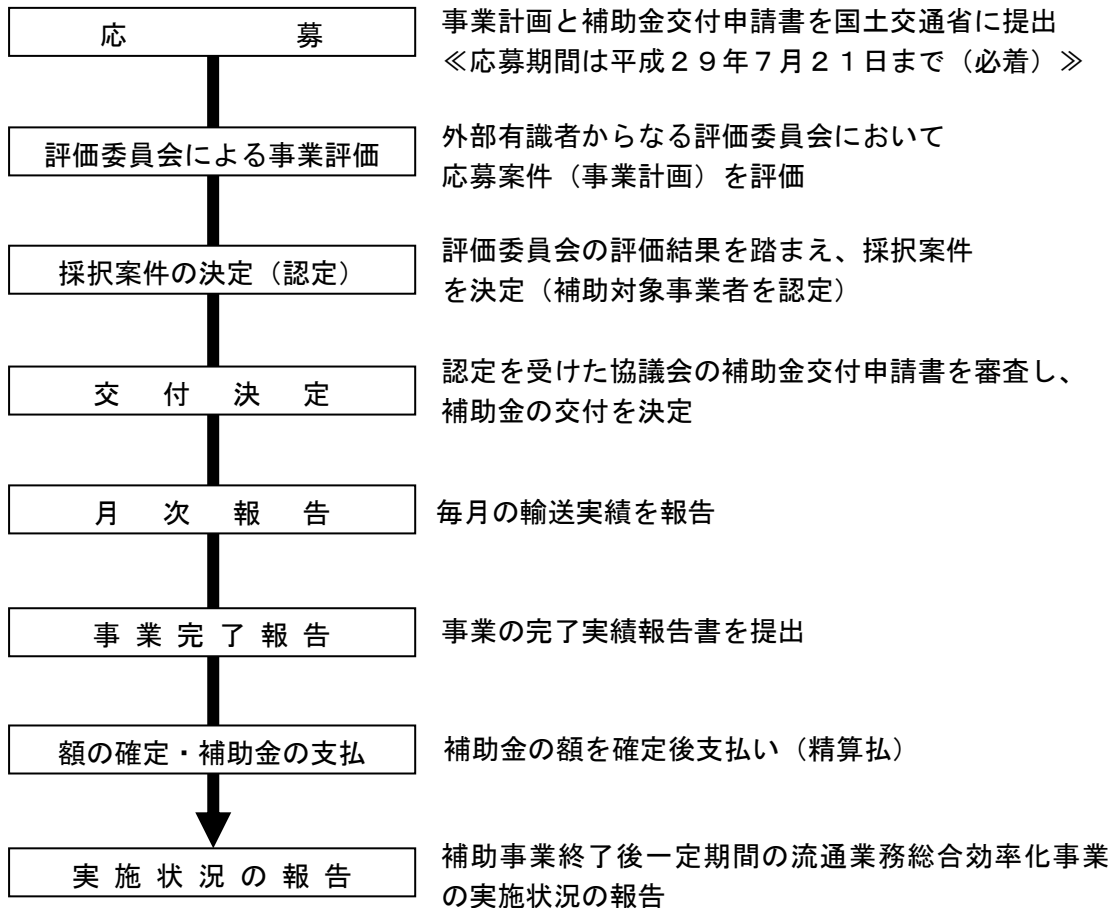 応募
事業計画と補助金交付申請書を国土交通省に提出
≪応募期間は平成２９年７月２１日まで（必着）≫
評価委員会による事業評価
外部有識者からなる評価委員会において
応募案件（事業計画）を評価
採択案件の決定（認定）
評価委員会の評価結果を踏まえ、採択案件
を決定（補助対象事業者を認定）
交付決定
認定を受けた協議会の補助金交付申請書を審査し、
補助金の交付を決定
月次報告
毎月の輸送実績を報告
事業完了報告
事業の完了実績報告書を提出
額の確定・補助金の支払
補助金の額を確定後支払い（精算払）
実施状況の報告
補助事業終了後一定期間の流通業務総合効率化事業
の実施状況の報告